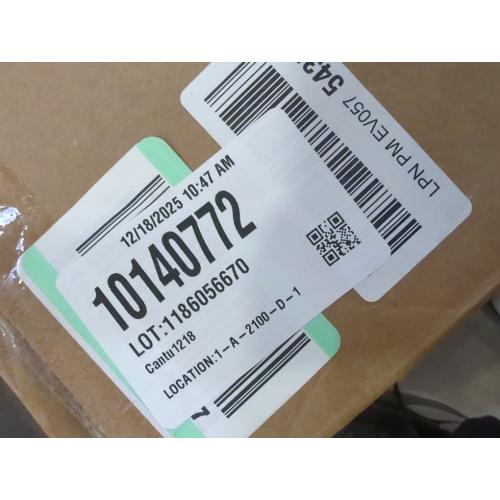 12/18/2025 10:47 AM
10140772
LOT:1186056670
Cantu1218
LOCATION:1-A-2100-D-1
LPN PM EV057